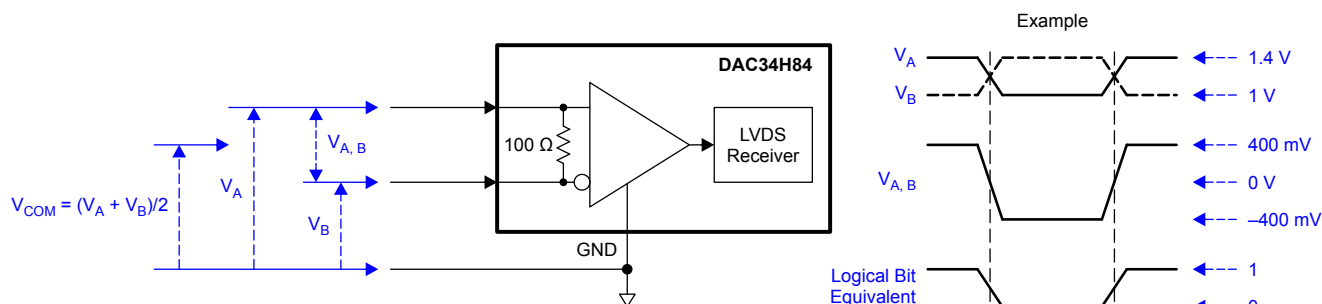 Example
DAC34H84
V_A
1.4 V
V_B
1 V
100 Ω
LVDS
Receiver
V_A, B
V_A
V_COM = (V_A + V_B)/2
V_B
400 mV
V_A, B
0 V
–400 mV
GND
Logical Bit
Equivalent
1
0